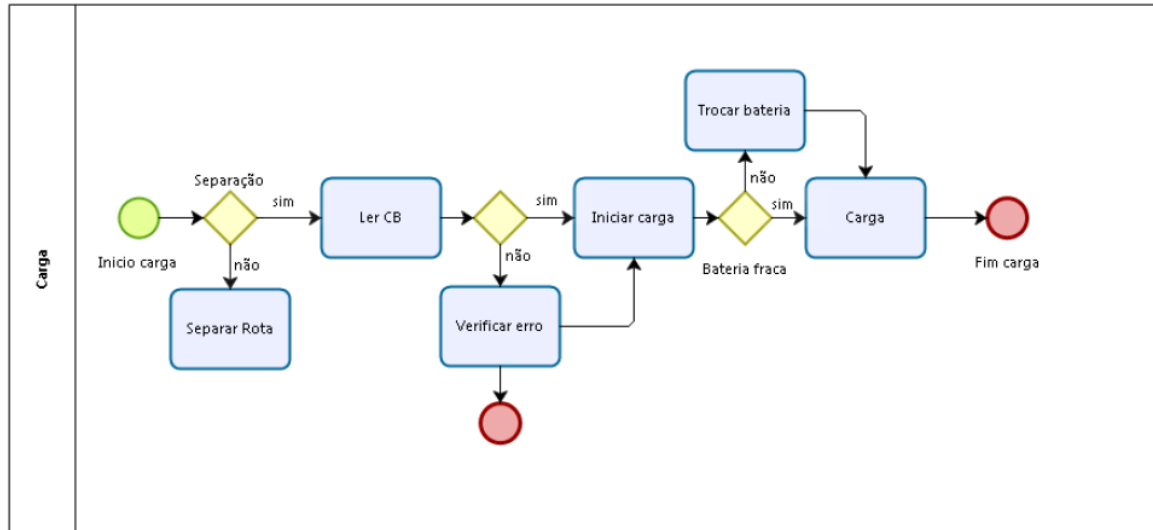 Carga
Inicio carga
Separação
sim
não
Separar Rota
Ler CB
sim
não
Verificar erro
Iniciar carga
Bateria fraca
não
sim
Trocar bateria
Carga
Fim carga